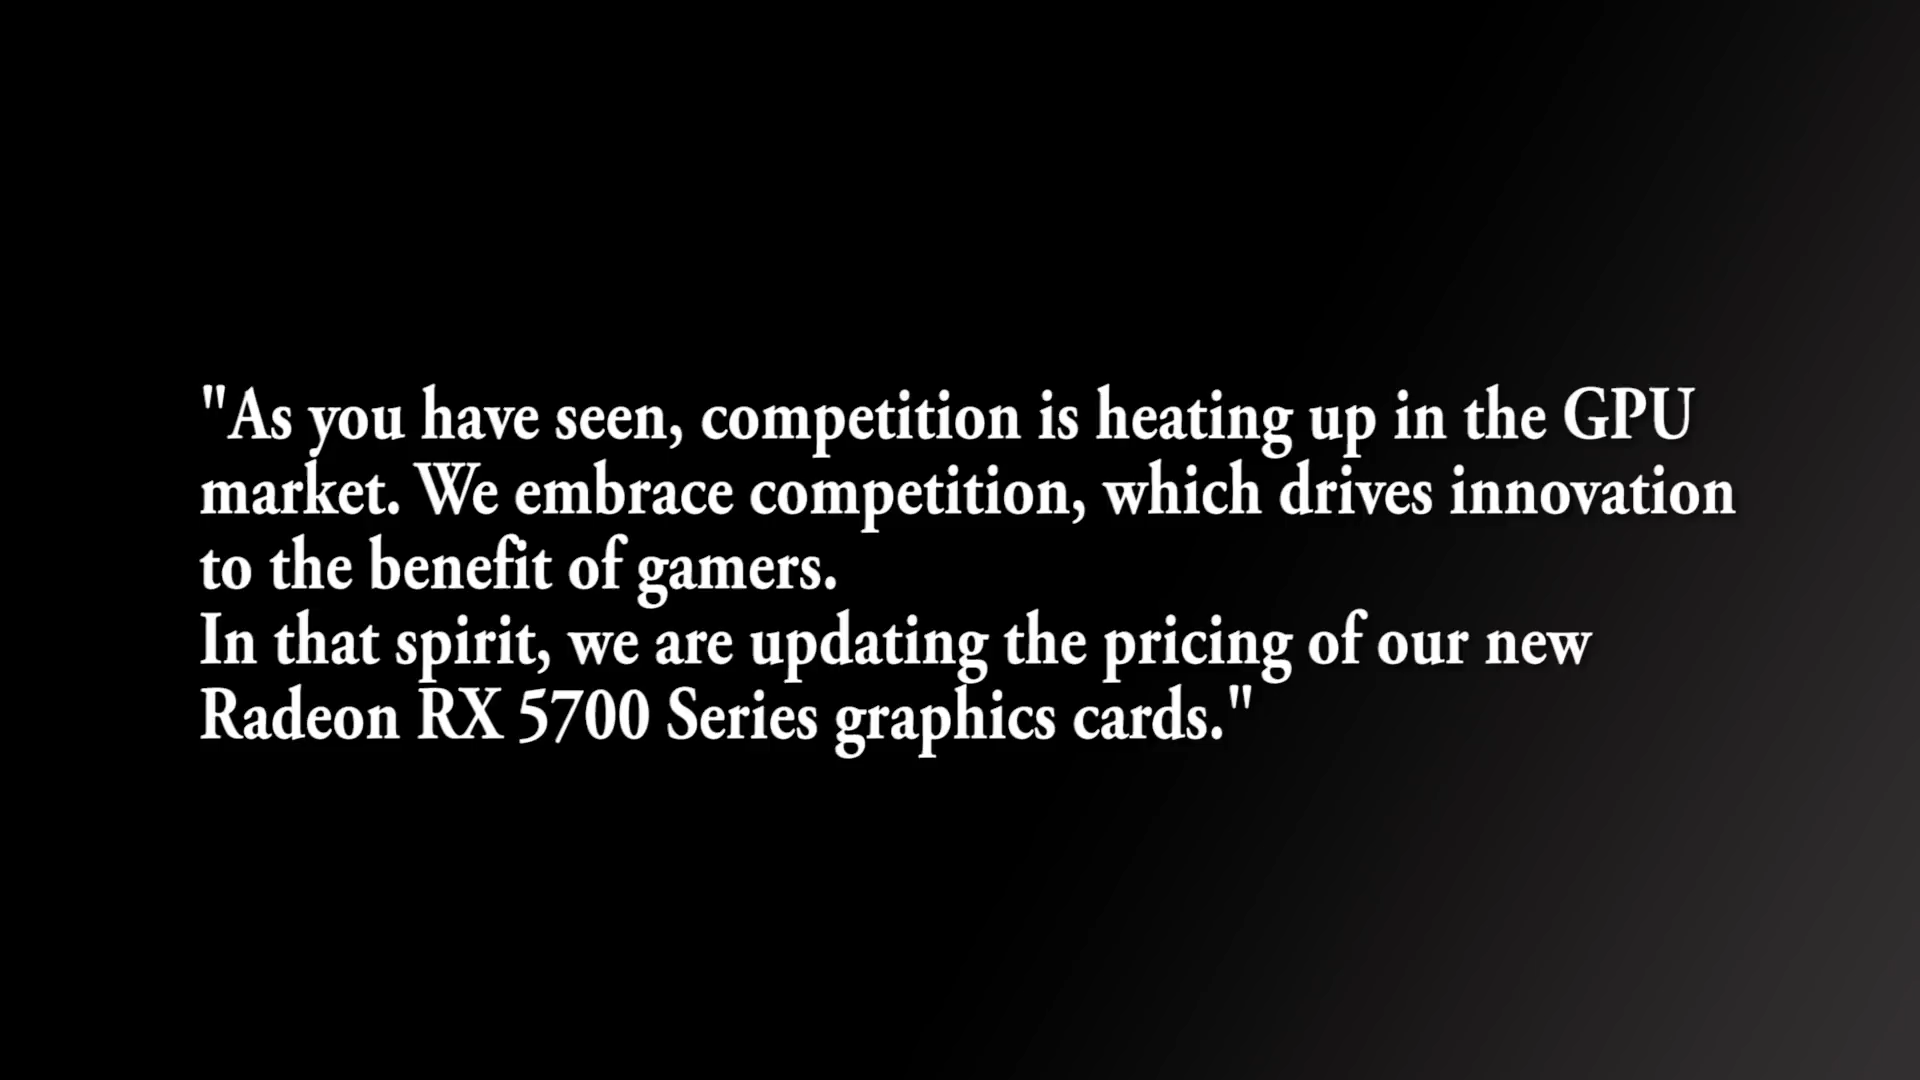 "As you have seen, competition is heating up in the GPU
market. We embrace competition, which drives innovation
to the benefit of gamers.
In that spirit, we are updating the pricing of our new
Radeon RX 5700 Series graphics cards."